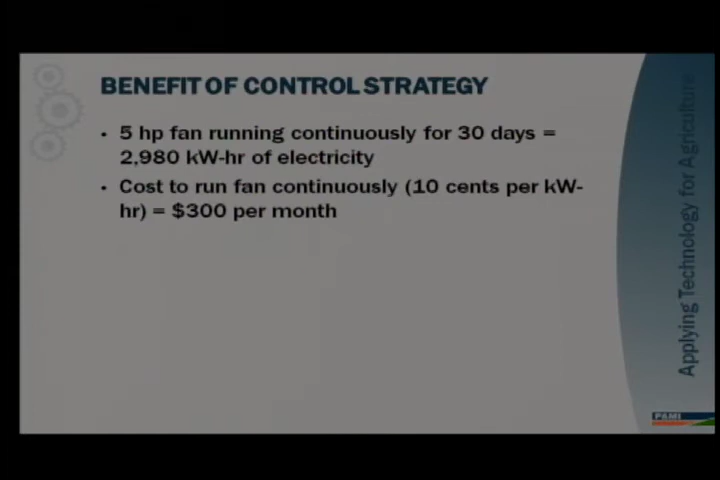 BENEFIT OF CONTROL STRATEGY
• 5 hp fan running continuously for 30 days =
2,980 kW-hr of electricity
• Cost to run fan continuously (10 cents per kW-
hr) = $300 per month
Applying Technology for Agriculture
PAMI